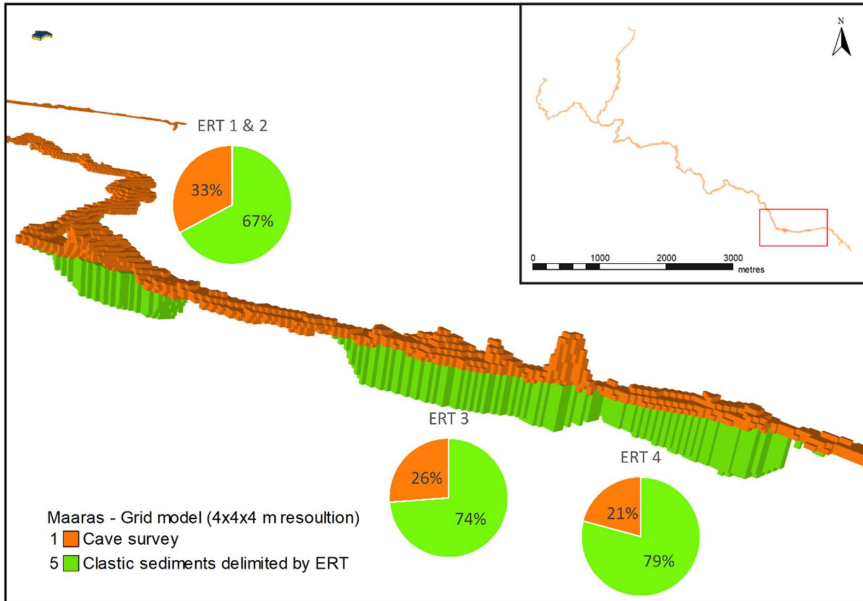 N
0 1000 2000 3000
metres
ERT 1 & 2
33%
67%
ERT 3
26%
74%
ERT 4
21%
79%
Maaras - Grid model (4x4x4 m resoultion)
1 Cave survey
5 Clastic sediments delimited by ERT